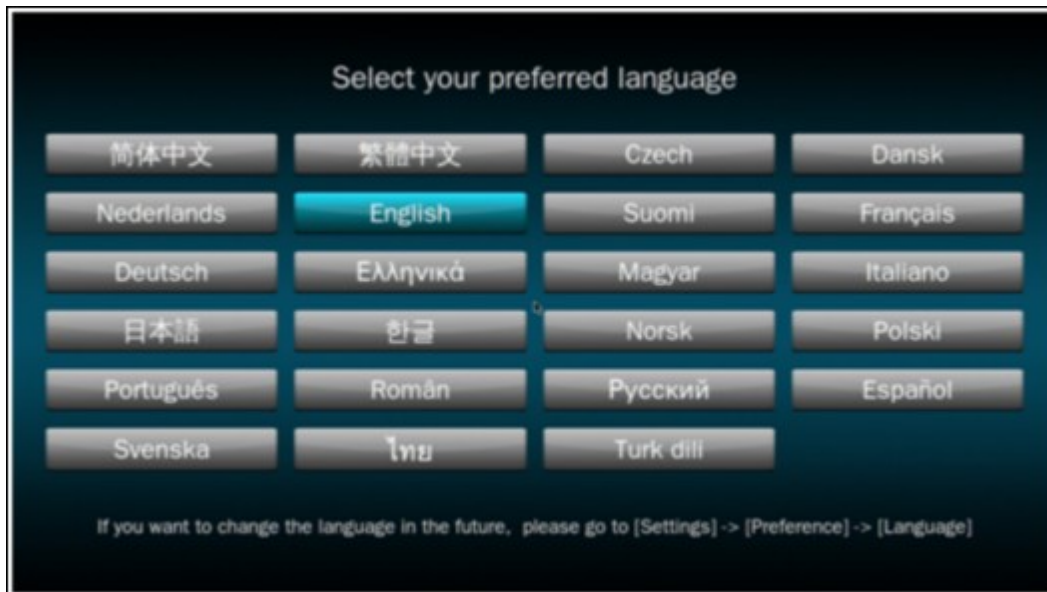 Select your preferred language
简体中文 繁體中文 Czech Dansk
Nederlands English Suomi Français
Deutsch Ελληνικά Magyar Italiano
日本語 한글 Norsk Polski
Português Român Русский Español
Svenska ไทย Turk dili
If you want to change the language in the future, please go to [Settings] -> [Preference] -> [Language]